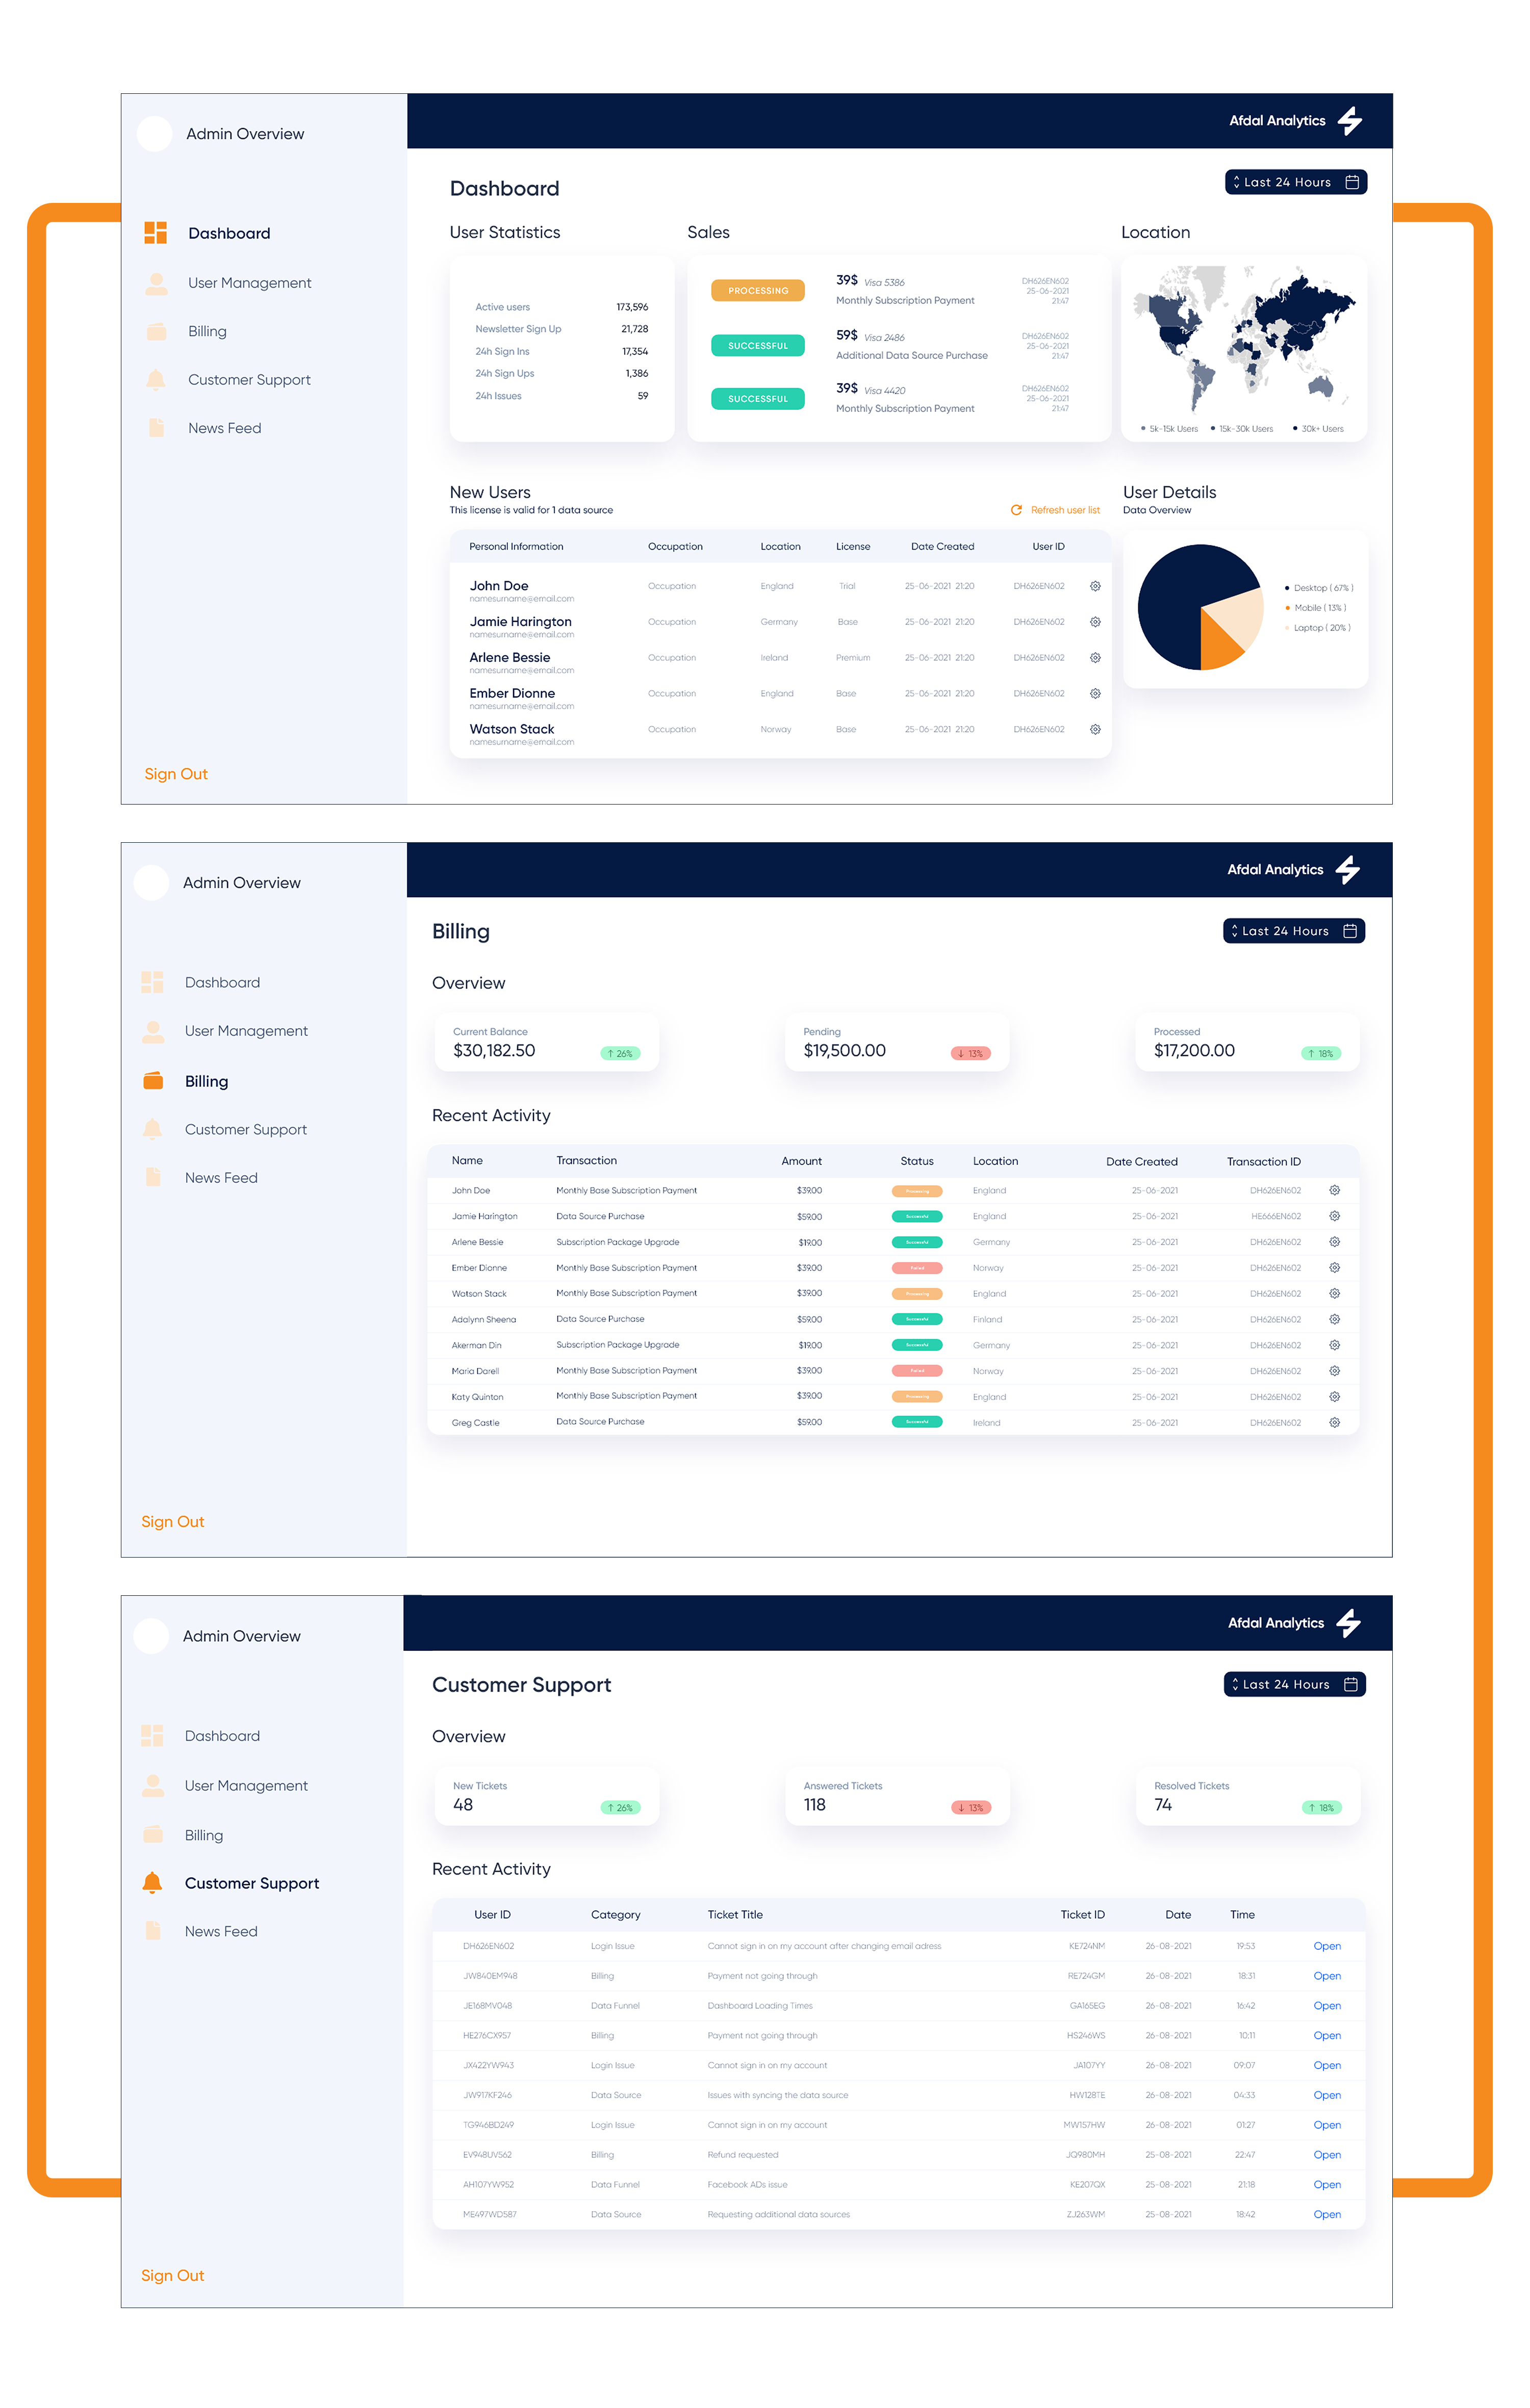 Admin Overview
Afdal Analytics
Dashboard
User Management
Billing
Customer Support
News Feed
Sign Out
Dashboard
Last 24 Hours
User Statistics
Active users 173,596
Newsletter Sign Up 21,728
24h Sign Ins 17,354
24h Sign Ups 1,386
24h Issues 59
Sales
PROCESSING 39$ Visa 5386 DH626EN602
Monthly Subscription Payment 25-06-2021
21:47
SUCCESSFUL 59$ Visa 2486 DH626EN602
Additional Data Source Purchase 25-06-2021
21:47
SUCCESSFUL 39$ Visa 4420 DH626EN602
Monthly Subscription Payment 25-06-2021
21:47
Location
5k-15k Users 15k-30k Users 30k+ Users
New Users
This license is valid for 1 data source
Refresh user list
Personal Information Occupation Location License Date Created User ID
John Doe Occupation England Trial 25-06-2021 21:20 DH626EN602
namesurname@email.com
Jamie Harington Occupation Germany Base 25-06-2021 21:20 DH626EN602
namesurname@email.com
Arlene Bessie Occupation Ireland Premium 25-06-2021 21:20 DH626EN602
namesurname@email.com
Ember Dionne Occupation England Base 25-06-2021 21:20 DH626EN602
namesurname@email.com
Watson Stack Occupation Norway Base 25-06-2021 21:20 DH626EN602
namesurname@email.com
User Details
Data Overview
Desktop ( 67% )
Mobile ( 13% )
Laptop ( 20% )
Admin Overview
Afdal Analytics
Dashboard
User Management
Billing
Customer Support
News Feed
Sign Out
Billing
Last 24 Hours
Overview
Current Balance
$30,182.50 ↑ 26%
Pending
$19,500.00 ↓ 13%
Processed
$17,200.00 ↑ 18%
Recent Activity
Name Transaction Amount Status Location Date Created Transaction ID
John Doe Monthly Base Subscription Payment $39.00 Processing England 25-06-2021 DH626EN602
Jamie Harington Data Source Purchase $59.00 Successful England 25-06-2021 HE666EN602
Arlene Bessie Subscription Package Upgrade $19.00 Successful Germany 25-06-2021 DH626EN602
Ember Dionne Monthly Base Subscription Payment $39.00 Failed Norway 25-06-2021 DH626EN602
Watson Stack Monthly Base Subscription Payment $39.00 Processing England 25-06-2021 DH626EN602
Adalynn Sheena Data Source Purchase $59.00 Successful Finland 25-06-2021 DH626EN602
Akerman Din Subscription Package Upgrade $19.00 Successful Germany 25-06-2021 DH626EN602
Maria Darell Monthly Base Subscription Payment $39.00 Failed Norway 25-06-2021 DH626EN602
Katy Quinton Monthly Base Subscription Payment $39.00 Processing England 25-06-2021 DH626EN602
Greg Castle Data Source Purchase $59.00 Successful Ireland 25-06-2021 DH626EN602
Admin Overview
Afdal Analytics
Dashboard
User Management
Billing
Customer Support
News Feed
Sign Out
Customer Support
Last 24 Hours
Overview
New Tickets
48 ↑ 26%
Answered Tickets
118 ↓ 13%
Resolved Tickets
74 ↑ 18%
Recent Activity
User ID Category Ticket Title Ticket ID Date Time
DH626EN602 Login Issue Cannot sign in on my account after changing email adress KE724NM 26-08-2021 19:53 Open
JW840EM948 Billing Payment not going through RE724GM 26-08-2021 18:31 Open
JE168MV048 Data Funnel Dashboard Loading Times GA165EG 26-08-2021 16:42 Open
HE276CX957 Billing Payment not going through HS246WS 26-08-2021 10:11 Open
JX422YW943 Login Issue Cannot sign in on my account JA107YY 26-08-2021 09:07 Open
JW917KF246 Data Source Issues with syncing the data source HW128TE 26-08-2021 04:33 Open
TG946BD249 Login Issue Cannot sign in on my account MW157HW 26-08-2021 01:27 Open
EV948UV562 Billing Refund requested JQ980MH 25-08-2021 22:47 Open
AH107YW952 Data Funnel Facebook ADs issue KE207QX 25-08-2021 21:18 Open
ME497WD587 Data Source Requesting additional data sources ZJ263WM 25-08-2021 18:42 Open